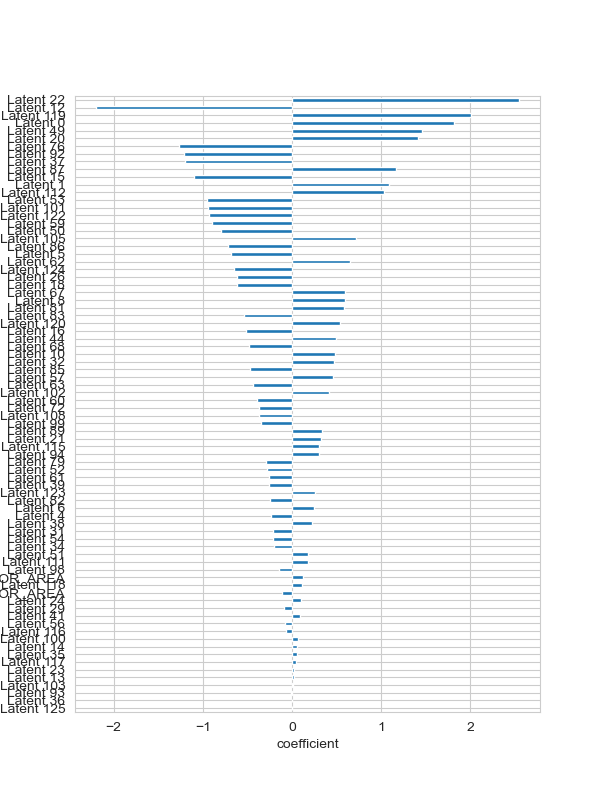 Latent 22
Latent 12
Latent 119
Latent 0
Latent 49
Latent 20
Latent 76
Latent 92
Latent 37
Latent 87
Latent 15
Latent 1
Latent 112
Latent 53
Latent 101
Latent 122
Latent 59
Latent 50
Latent 105
Latent 86
Latent 5
Latent 62
Latent 124
Latent 26
Latent 18
Latent 67
Latent 8
Latent 81
Latent 83
Latent 120
Latent 16
Latent 44
Latent 68
Latent 10
Latent 32
Latent 85
Latent 57
Latent 63
Latent 102
Latent 60
Latent 72
Latent 108
Latent 99
Latent 89
Latent 21
Latent 115
Latent 94
Latent 79
Latent 52
Latent 61
Latent 39
Latent 123
Latent 82
Latent 6
Latent 4
Latent 38
Latent 31
Latent 54
Latent 34
Latent 51
Latent 111
Latent 98
OR_AREA
Latent 118
OR_AREA
Latent 24
Latent 29
Latent 41
Latent 56
Latent 116
Latent 100
Latent 14
Latent 35
Latent 117
Latent 23
Latent 13
Latent 103
Latent 93
Latent 36
Latent 125
−2 −1 0 1 2
coefficient